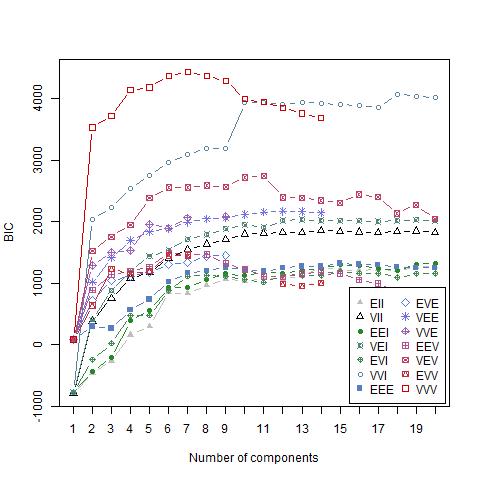 BIC
4000
3000
2000
1000
0
-1000
EII EVE
VII VEE
EEI VVE
VEI EEV
EVI VEV
VVI EVV
EEE VVV
1 2 3 4 5 6 7 8 9 11 13 15 17 19
Number of components